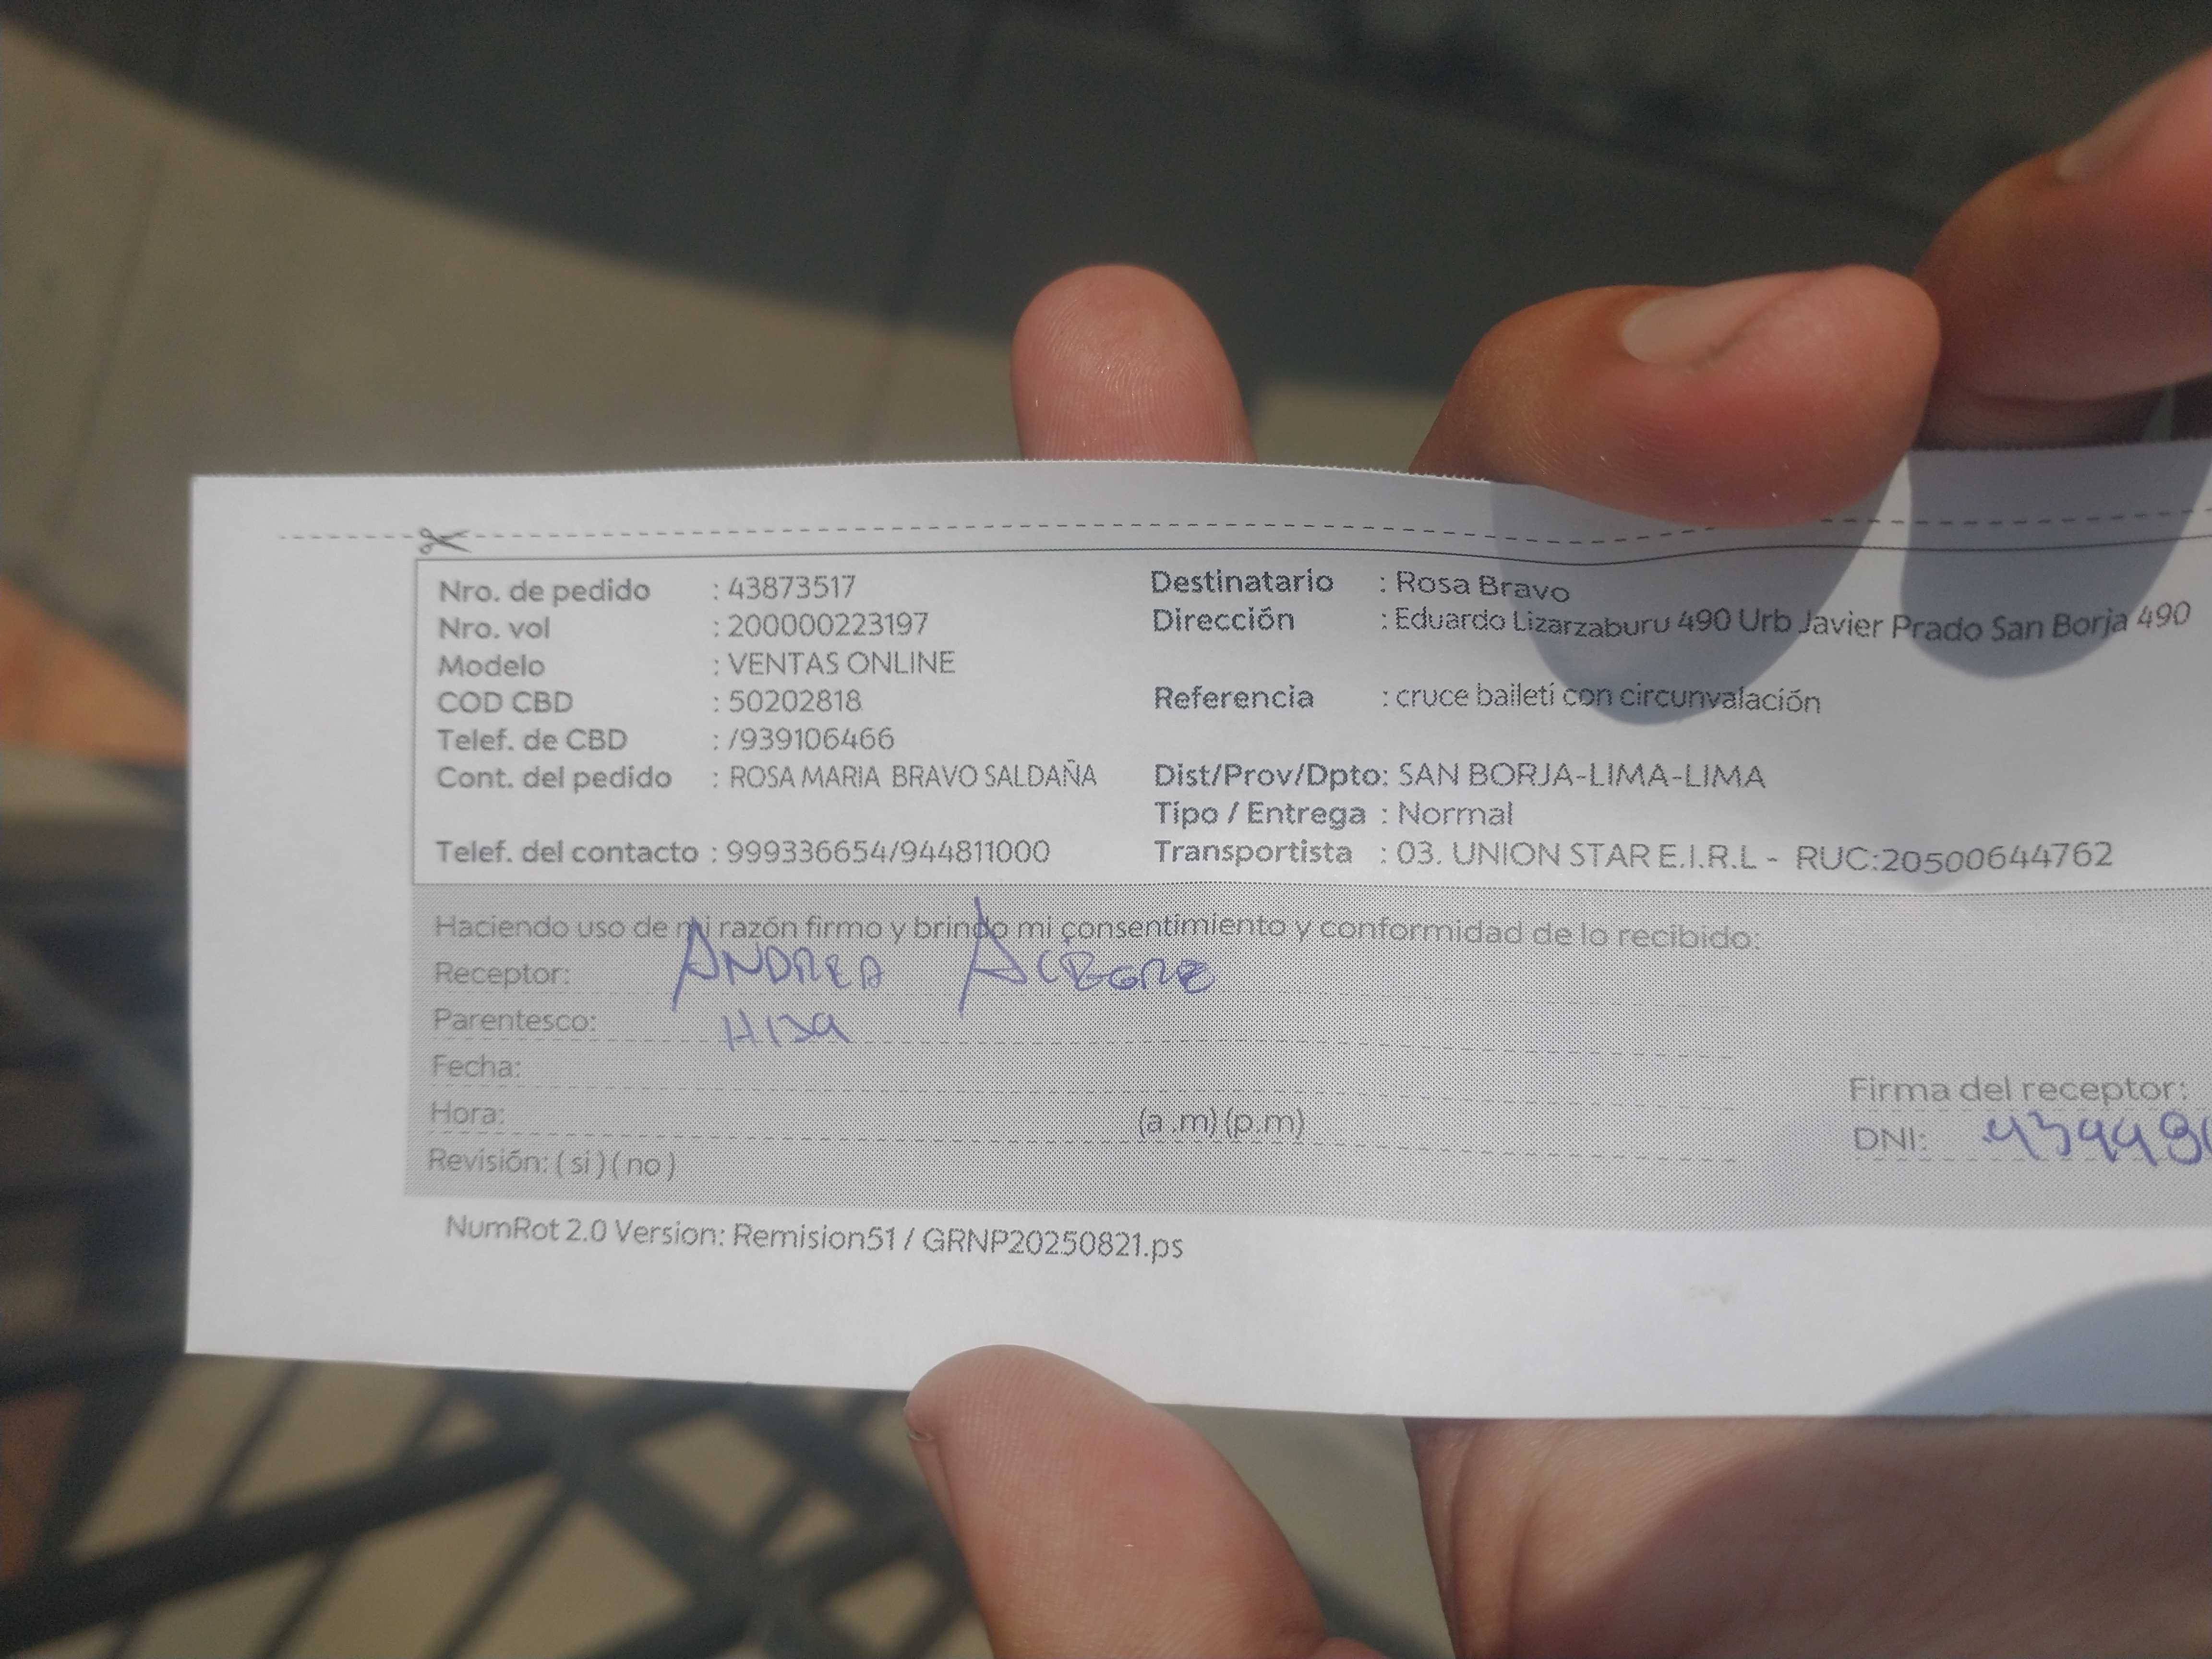 Nro. de pedido : 43873517
Nro. vol : 200000223197
Modelo : VENTAS ONLINE
COD CBD : 50202818
Telef. de CBD : /939106466
Cont. del pedido : ROSA MARIA BRAVO SALDAÑA
Telef. del contacto : 999336654/944811000
Destinatario : Rosa Bravo
Dirección : Eduardo Lizarzaburu 490 Urb Javier Prado San Borja 490
Referencia : cruce baileti con circunvalación
Dist/Prov/Dpto: SAN BORJA-LIMA-LIMA
Tipo / Entrega : Normal
Transportista : 03. UNION STAR E.I.R.L - RUC:20500644762
Haciendo uso de mi razón firmo y brindo mi consentimiento y conformidad de lo recibido:
Receptor: ANDREA ALEGRE
Parentesco: HIJA
Fecha:
Hora: (a.m)(p.m)
Revisión: (si)(no)
Firma del receptor:
DNI:
NumRot 2.0 Version: Remision51 / GRNP20250821.ps